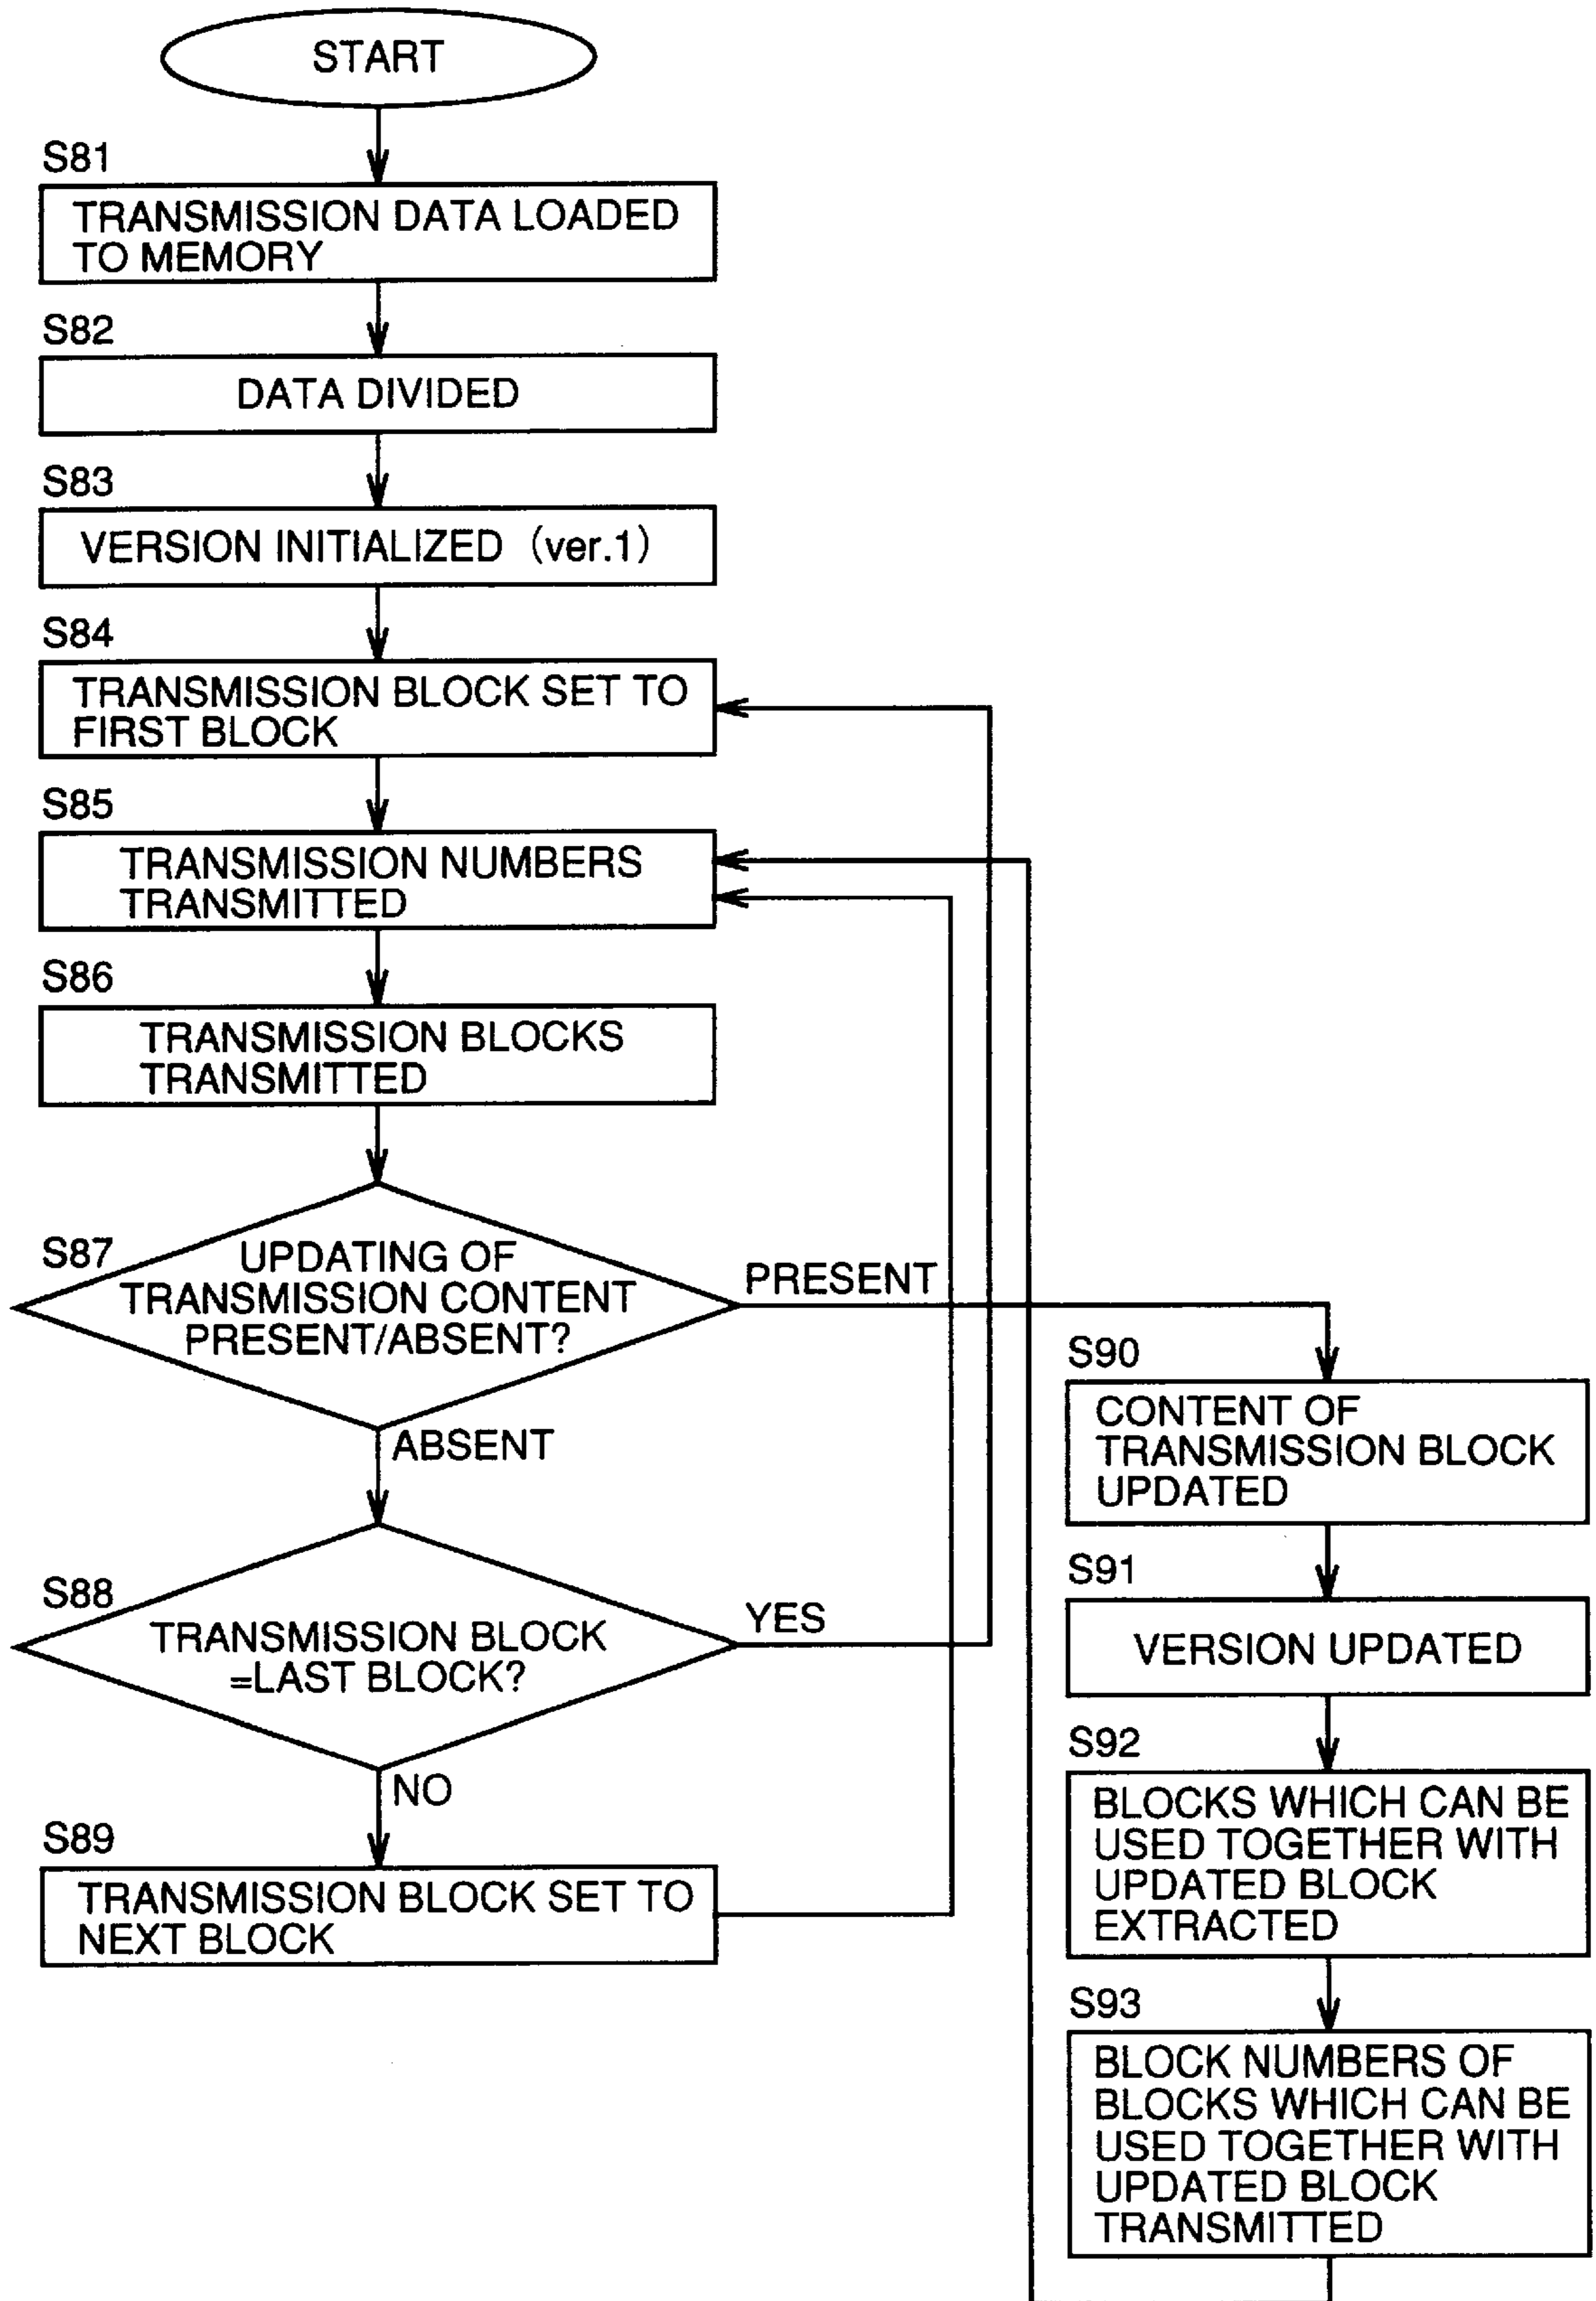 START
S81
TRANSMISSION DATA LOADED
TO MEMORY
S82
DATA DIVIDED
S83
VERSION INITIALIZED (ver.1)
S84
TRANSMISSION BLOCK SET TO
FIRST BLOCK
S85
TRANSMISSION NUMBERS
TRANSMITTED
S86
TRANSMISSION BLOCKS
TRANSMITTED
S87
UPDATING OF
TRANSMISSION CONTENT
PRESENT/ABSENT?
PRESENT
ABSENT
S88
TRANSMISSION BLOCK
=LAST BLOCK?
YES
NO
S89
TRANSMISSION BLOCK SET TO
NEXT BLOCK
S90
CONTENT OF
TRANSMISSION BLOCK
UPDATED
S91
VERSION UPDATED
S92
BLOCKS WHICH CAN BE
USED TOGETHER WITH
UPDATED BLOCK
EXTRACTED
S93
BLOCK NUMBERS OF
BLOCKS WHICH CAN BE
USED TOGETHER WITH
UPDATED BLOCK
TRANSMITTED